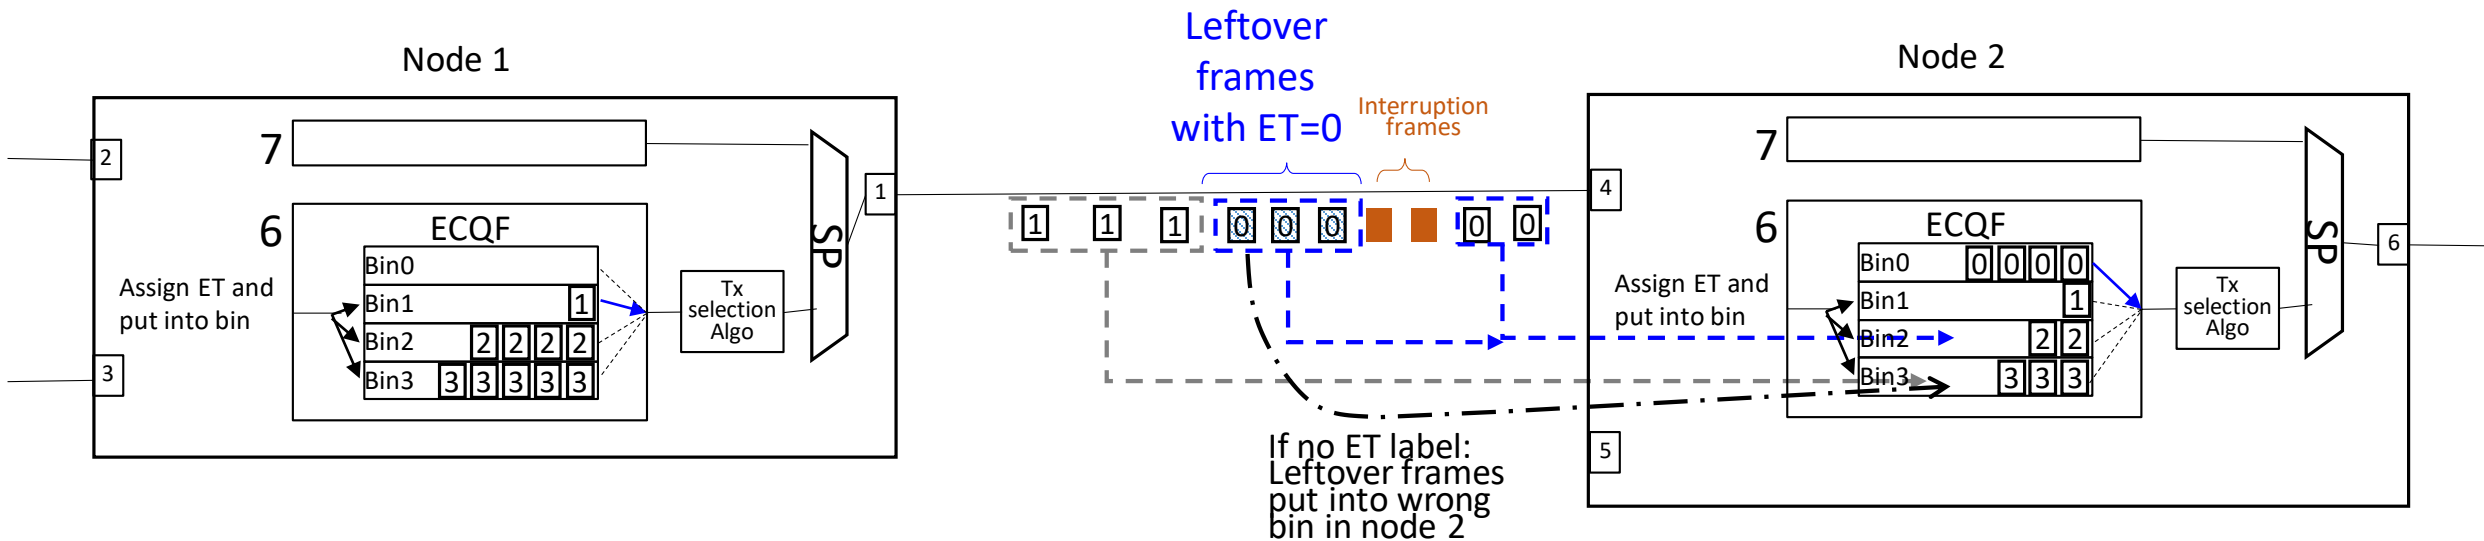 Node 1
2
3
7
6
ECQF
Assign ET and
put into bin
Bin0
Bin1 1
Bin2 2 2 2 2
Bin3 3 3 3 3 3
Tx
selection
Algo
SP
1
Leftover
frames
with ET=0
Interruption
frames
1 1 1 0 0 0 0 0
If no ET label:
Leftover frames
put into wrong
bin in node 2
Node 2
4
5
7
6
ECQF
Assign ET and
put into bin
Bin0 0 0 0 0
Bin1 1
Bin2 2 2
Bin3 3 3 3
Tx
selection
Algo
SP
6